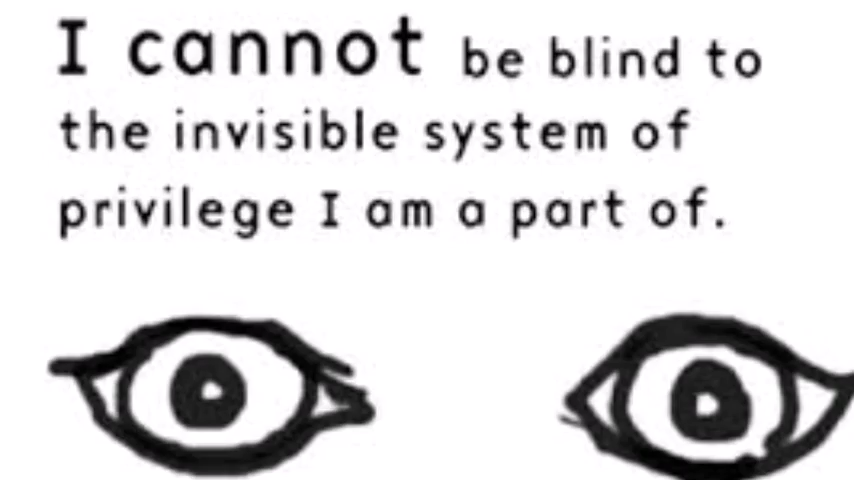 I cannot be blind to
the invisible system of
privilege I am a part of.